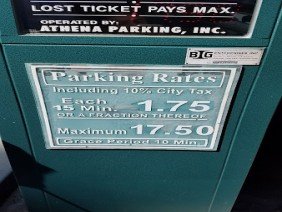 LOST TICKET PAYS MAX.
OPERATED BY:
ATHENA PARKING, INC.
BIG
Parking Rates
Including 10% City Tax
Each 15 Min. 1.75
OR A FRACTION THEREOF
Maximum 17.50
Grace Period 10 Min